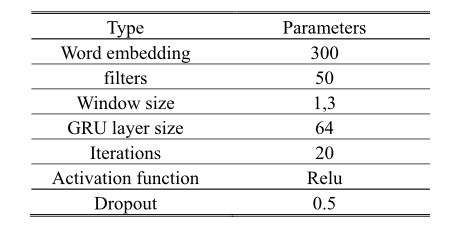 Type Parameters
Word embedding 300
filters 50
Window size 1,3
GRU layer size 64
Iterations 20
Activation function Relu
Dropout 0.5